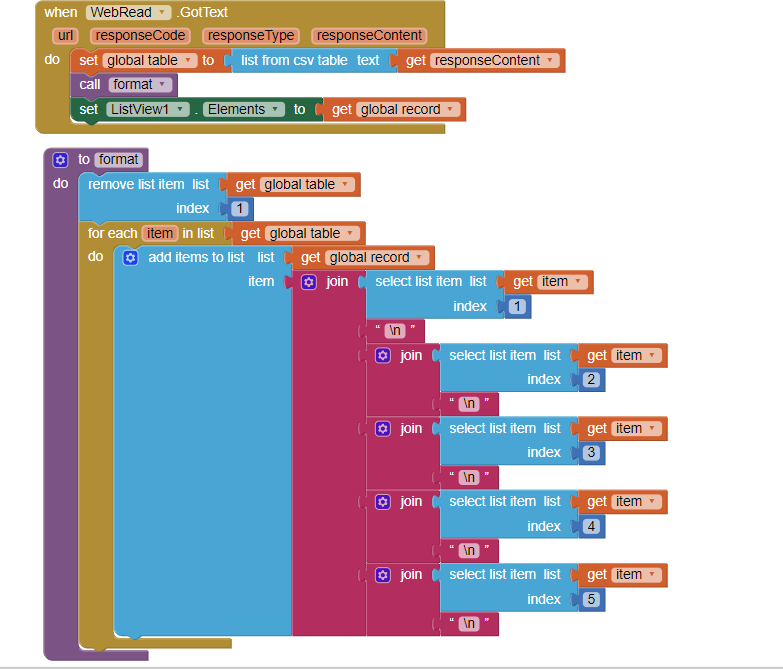 when WebRead .GotText
url responseCode responseType responseContent
do set global table to list from csv table text get responseContent
call format
set ListView1 . Elements to get global record
to format
do remove list item list get global table
index 1
for each item in list get global table
do add items to list list get global record
item join select list item list get item
index 1
“ \n ”
join select list item list get item
index 2
“ \n ”
join select list item list get item
index 3
“ \n ”
join select list item list get item
index 4
“ \n ”
join select list item list get item
index 5
“ \n ”